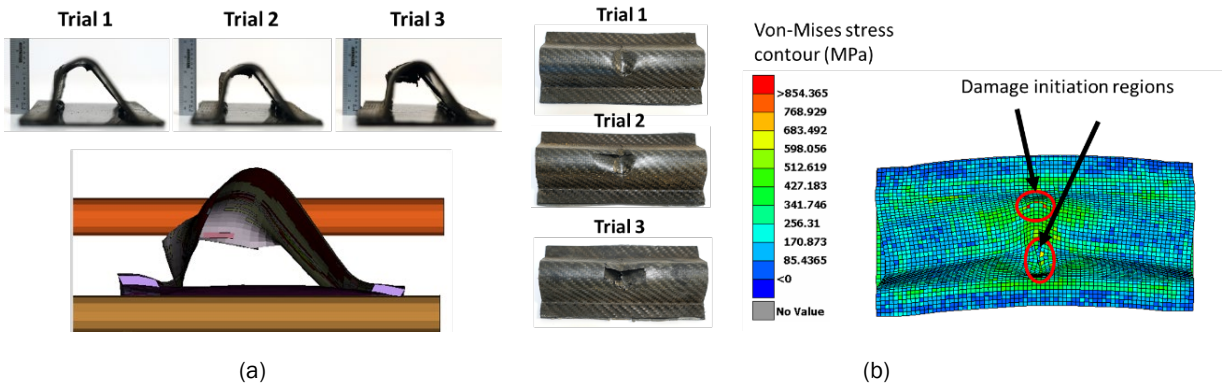 Trial 1
Trial 2
Trial 3
Trial 1
Trial 2
Trial 3
Von-Mises stress
contour (MPa)
>854.365
768.929
683.492
598.056
512.619
427.183
341.746
256.31
170.873
85.4365
<0
No Value
Damage initiation regions
(a)
(b)